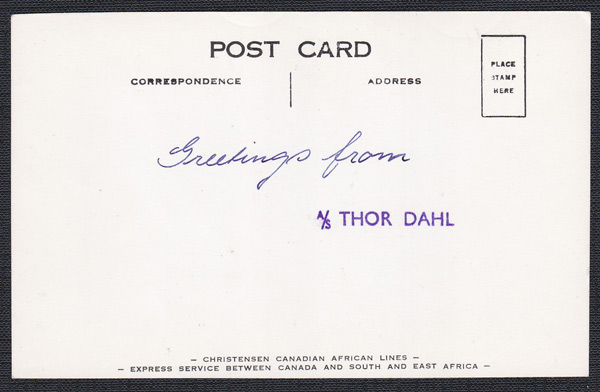 POST CARD
CORRESPONDENCE
ADDRESS
PLACE
STAMP
HERE
Greetings from
A/S THOR DAHL
– CHRISTENSEN CANADIAN AFRICAN LINES –
– EXPRESS SERVICE BETWEEN CANADA AND SOUTH AND EAST AFRICA –